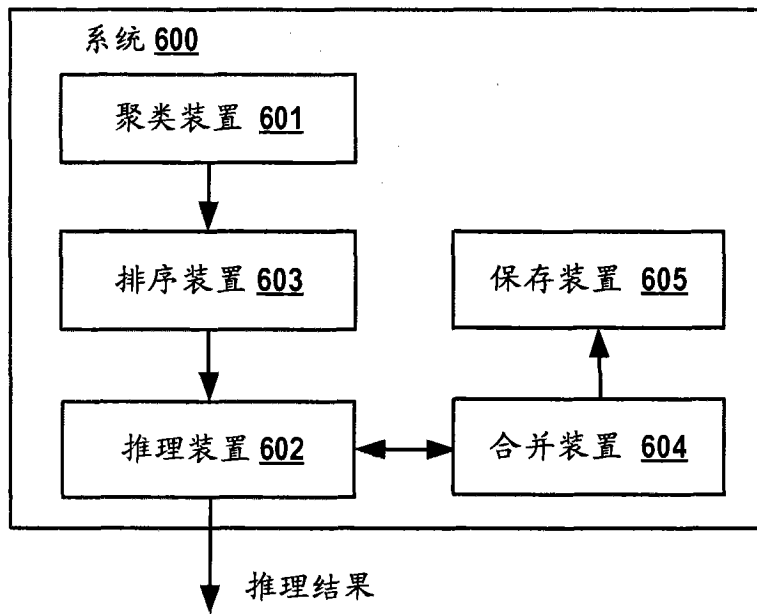 系统 600
聚类装置 601
排序装置 603
保存装置 605
推理装置 602
合并装置 604
推理结果